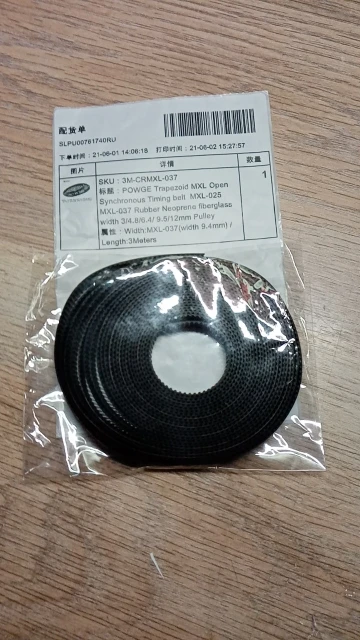 配货单
SLPU00761740RU
下单时间：21-06-01 14:06:18 打印时间：21-06-02 15:27:57
图片 详情 数量
SKU：3M-CRMXL-037 1
标题：POWGE Trapezoid MXL Open
Synchronous Timing belt MXL-025
MXL-037 Rubber Neoprene fiberglass
width 3/4.8/6.4/ 9.5/12mm Pulley
属性：Width:MXL-037(width 9.4mm) /
Length:3Meters